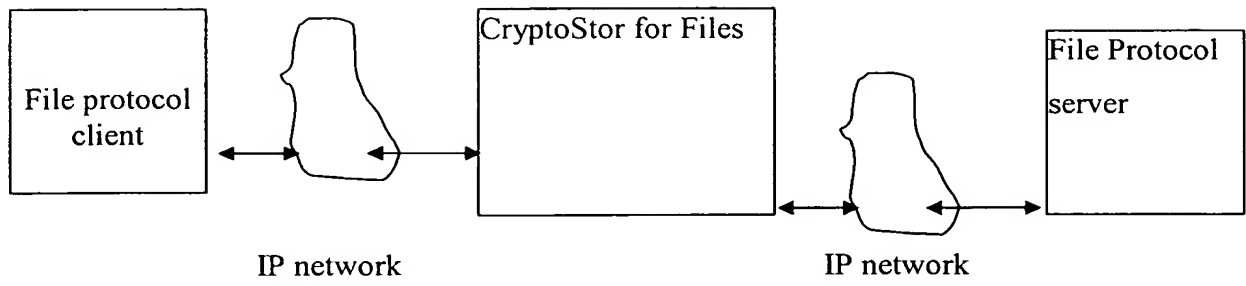 CryptoStor for Files
File Protocol
server
File protocol
client
IP network
IP network